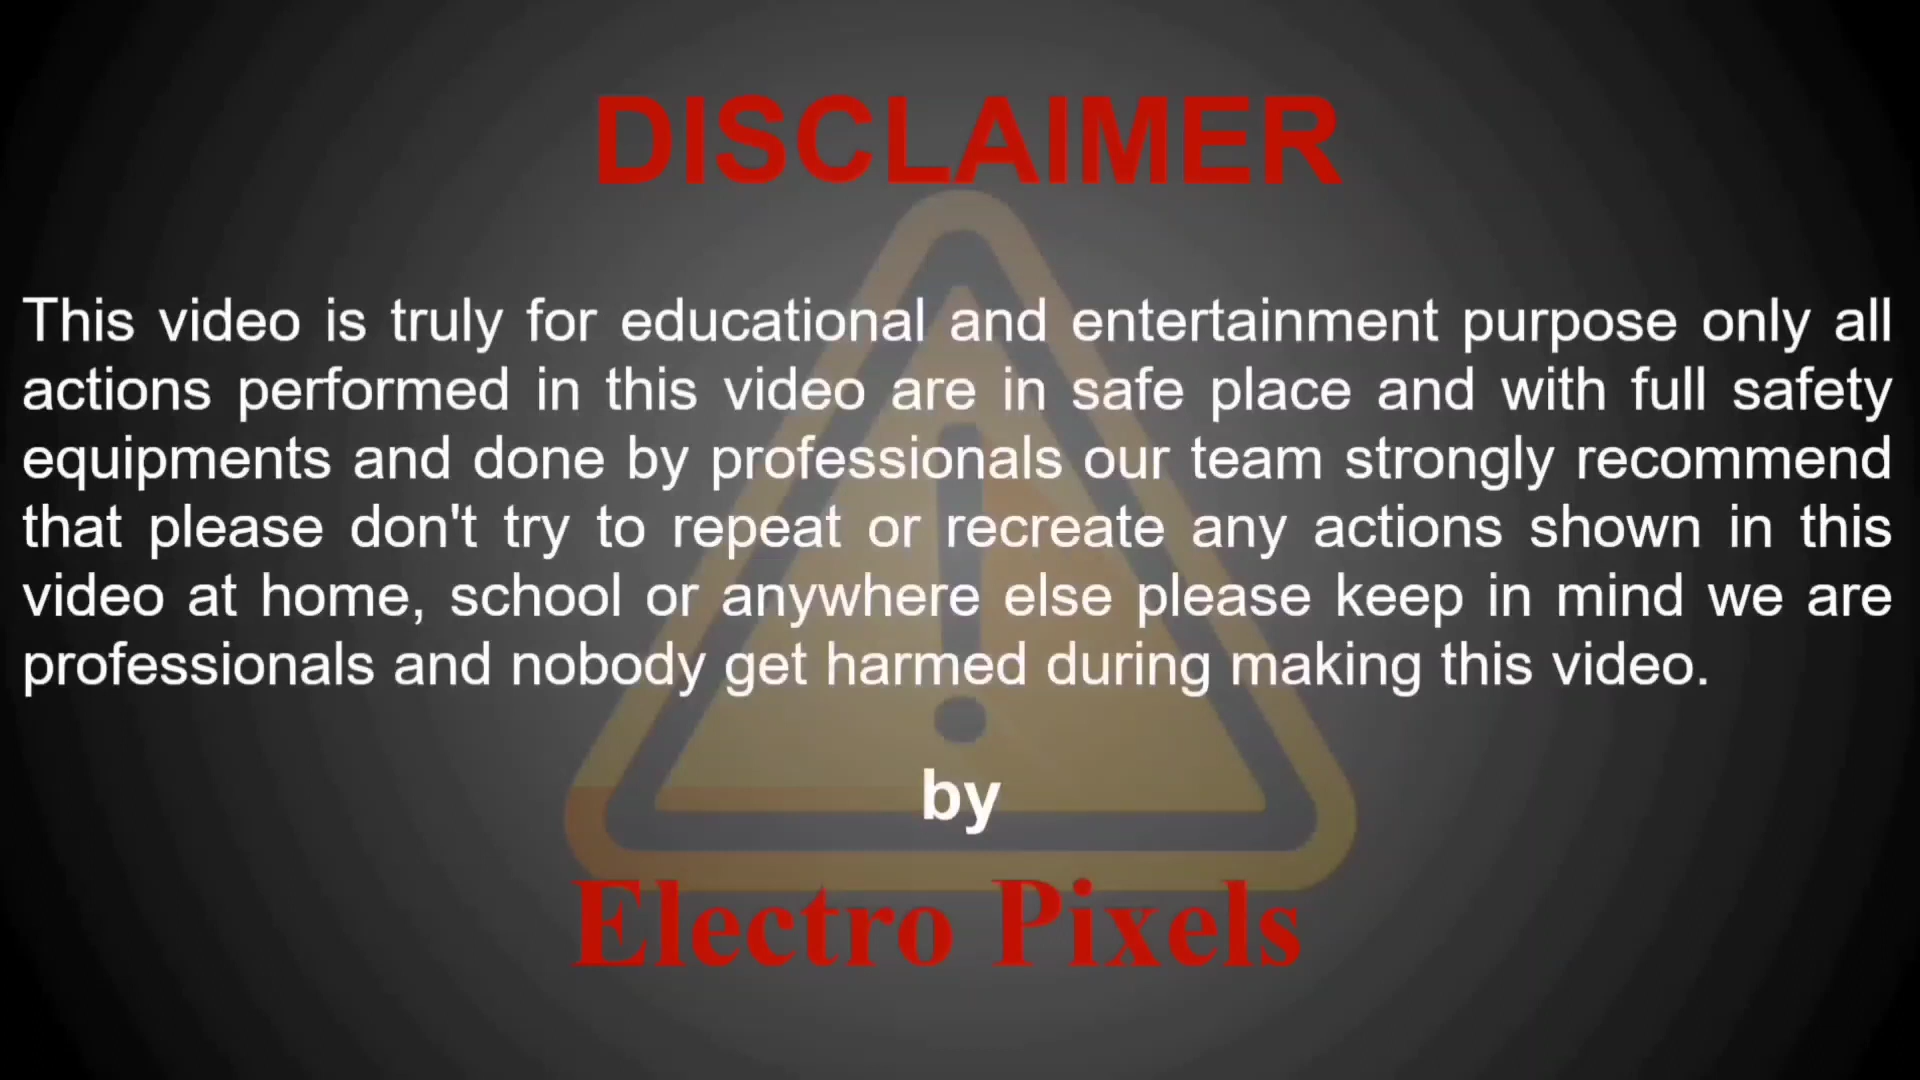 DISCLAIMER
This video is truly for educational and entertainment purpose only all
actions performed in this video are in safe place and with full safety
equipments and done by professionals our team strongly recommend
that please don't try to repeat or recreate any actions shown in this
video at home, school or anywhere else please keep in mind we are
professionals and nobody get harmed during making this video.
by
Electro Pixels